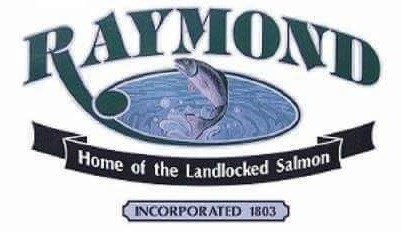 RAYMOND
Home of the Landlocked Salmon
INCORPORATED 1803